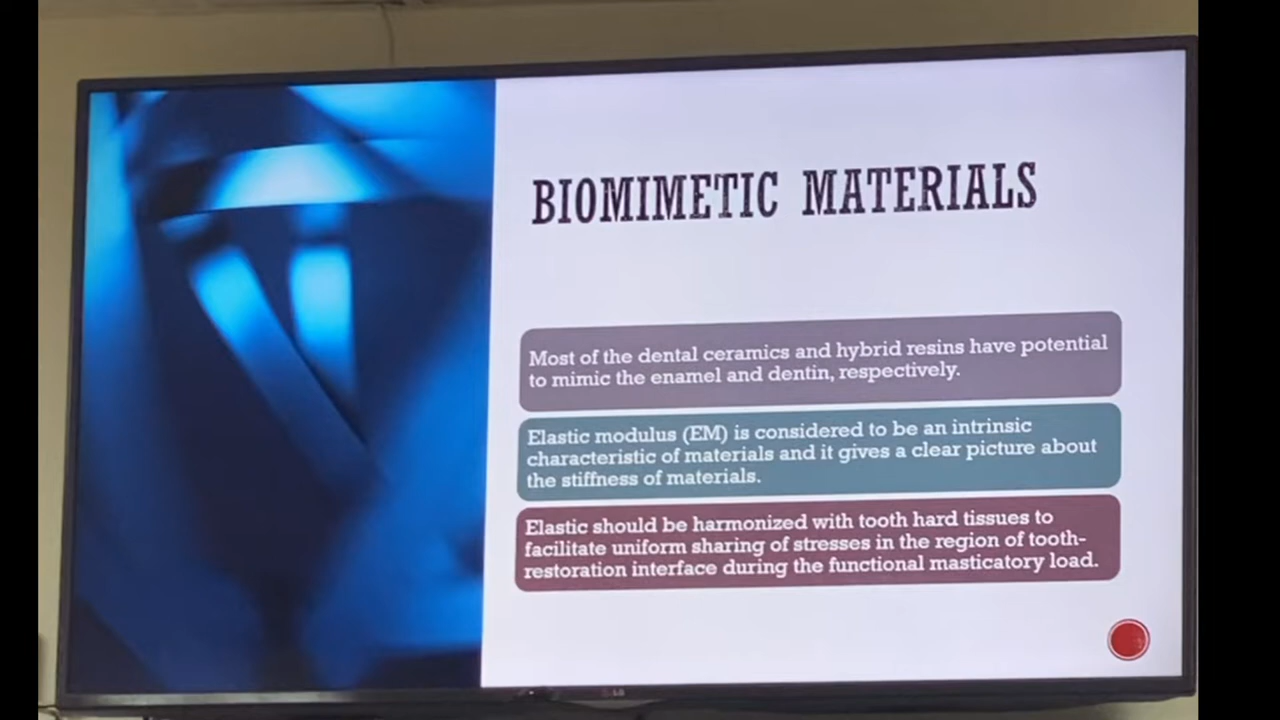 BIOMIMETIC MATERIALS
Most of the dental ceramics and hybrid resins have potential
to mimic the enamel and dentin, respectively.
Elastic modulus (EM) is considered to be an intrinsic
characteristic of materials and it gives a clear picture about
the stiffness of materials.
Elastic should be harmonized with tooth hard tissues to
facilitate uniform sharing of stresses in the region of tooth-
restoration interface during the functional masticatory load.
LG